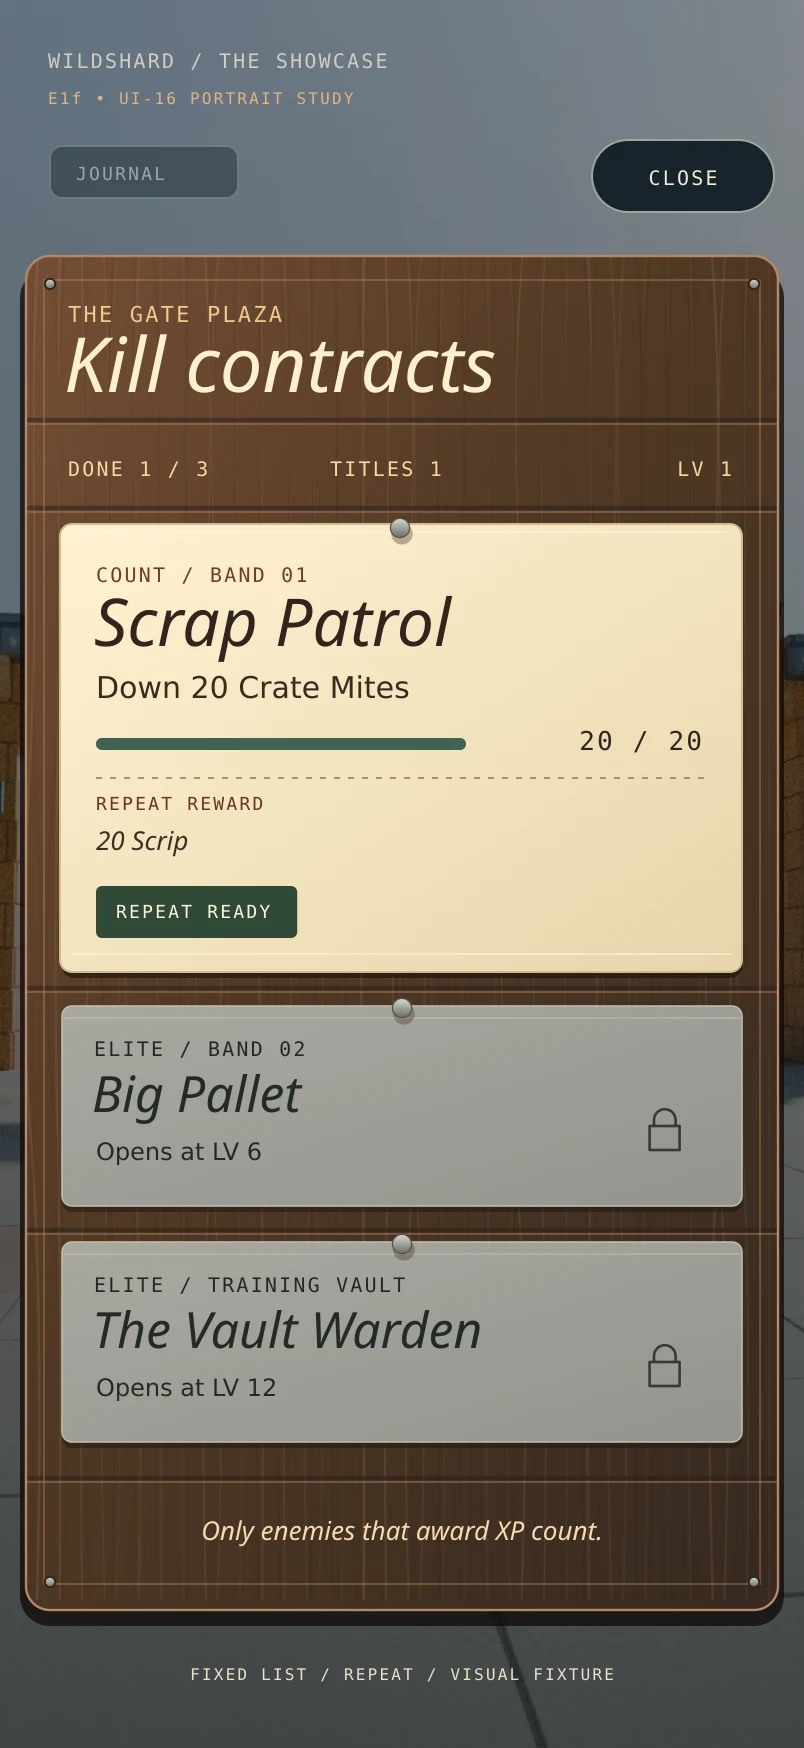 WILDSHARD / THE SHOWCASE
E1f • UI-16 PORTRAIT STUDY
JOURNAL
CLOSE
THE GATE PLAZA
Kill contracts
DONE 1 / 3 TITLES 1 LV 1
COUNT / BAND 01
Scrap Patrol
Down 20 Crate Mites
20 / 20
REPEAT REWARD
20 Scrip
REPEAT READY
ELITE / BAND 02
Big Pallet
Opens at LV 6
ELITE / TRAINING VAULT
The Vault Warden
Opens at LV 12
Only enemies that award XP count.
FIXED LIST / REPEAT / VISUAL FIXTURE